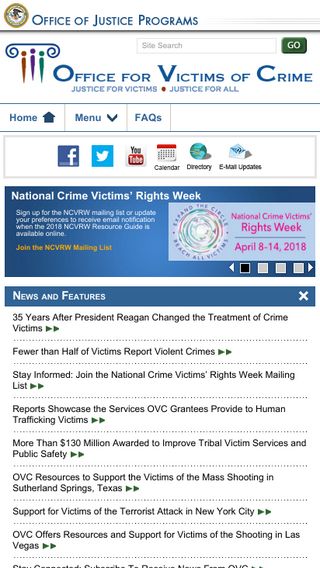 OFFICE OF JUSTICE PROGRAMS
Site Search
GO
OFFICE FOR VICTIMS OF CRIME
JUSTICE FOR VICTIMS • JUSTICE FOR ALL
Home
Menu
FAQs
You Tube
Calendar
Directory
E-Mail Updates
National Crime Victims' Rights Week
Sign up for the NCVRW mailing list or update
your preferences to receive email notification
when the 2018 NCVRW Resource Guide is
available online.
Join the NCVRW Mailing List
EXPAND THE CIRCLE
REACH ALL VICTIMS
National Crime Victims'
Rights Week
April 8-14, 2018
NEWS AND FEATURES
35 Years After President Reagan Changed the Treatment of Crime
Victims
Fewer than Half of Victims Report Violent Crimes
Stay Informed: Join the National Crime Victims' Rights Week Mailing
List
Reports Showcase the Services OVC Grantees Provide to Human
Trafficking Victims
More Than $130 Million Awarded to Improve Tribal Victim Services and
Public Safety
OVC Resources to Support the Victims of the Mass Shooting in
Sutherland Springs, Texas
Support for Victims of the Terrorist Attack in New York City
OVC Offers Resources and Support for Victims of the Shooting in Las
Vegas
Stay Connected: Subscribe To Receive News From OVC